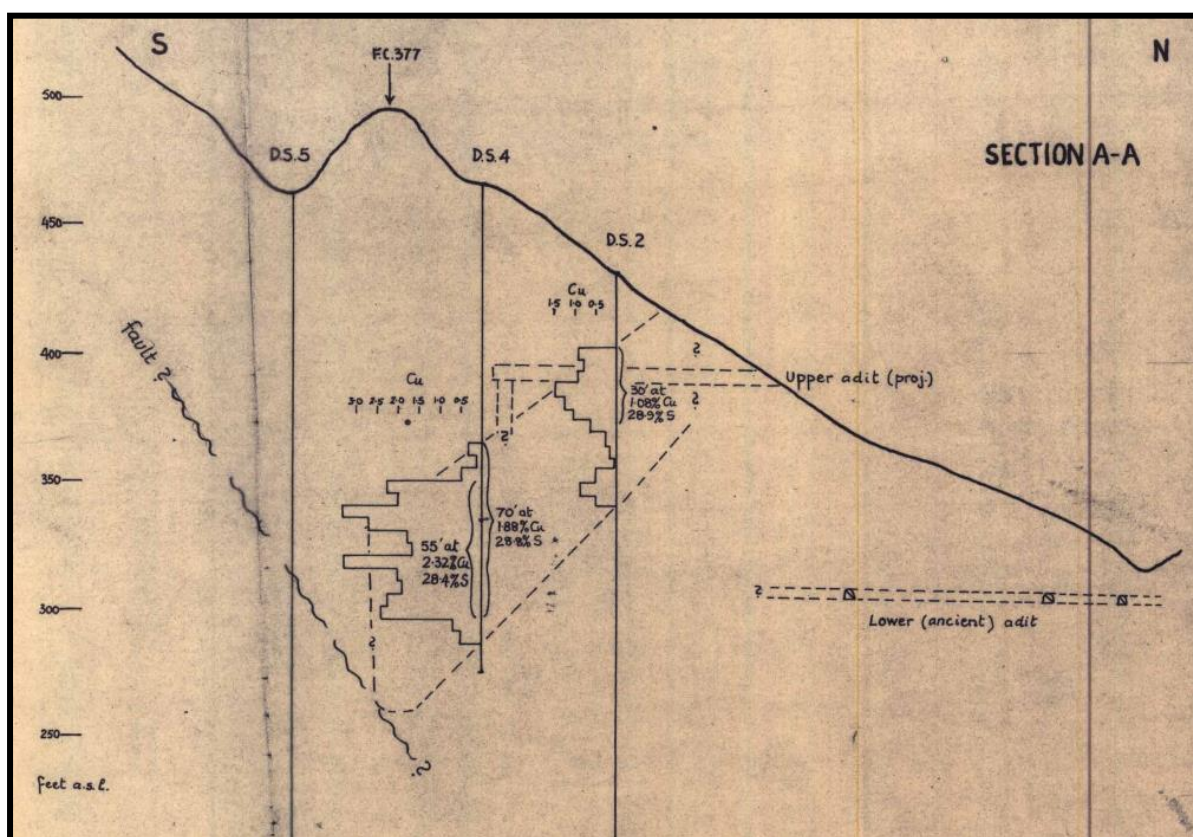 S
F.C.377
N
500
D.S.5
D.S.4
SECTION A-A
450
D.S.2
Cu
1·5 1·0 0·5
400
fault ?
?
Upper adit (proj.)
Cu
3·0 2·5 2·0 1·5 1·0 0·5
30' at
1·08% Cu
28·9% S
?
?
350
70' at
1·88% Cu
28·8% S
55' at
2·32% Cu
28·4% S
300
?
Lower (ancient) adit
?
250
?
feet a.s.l.